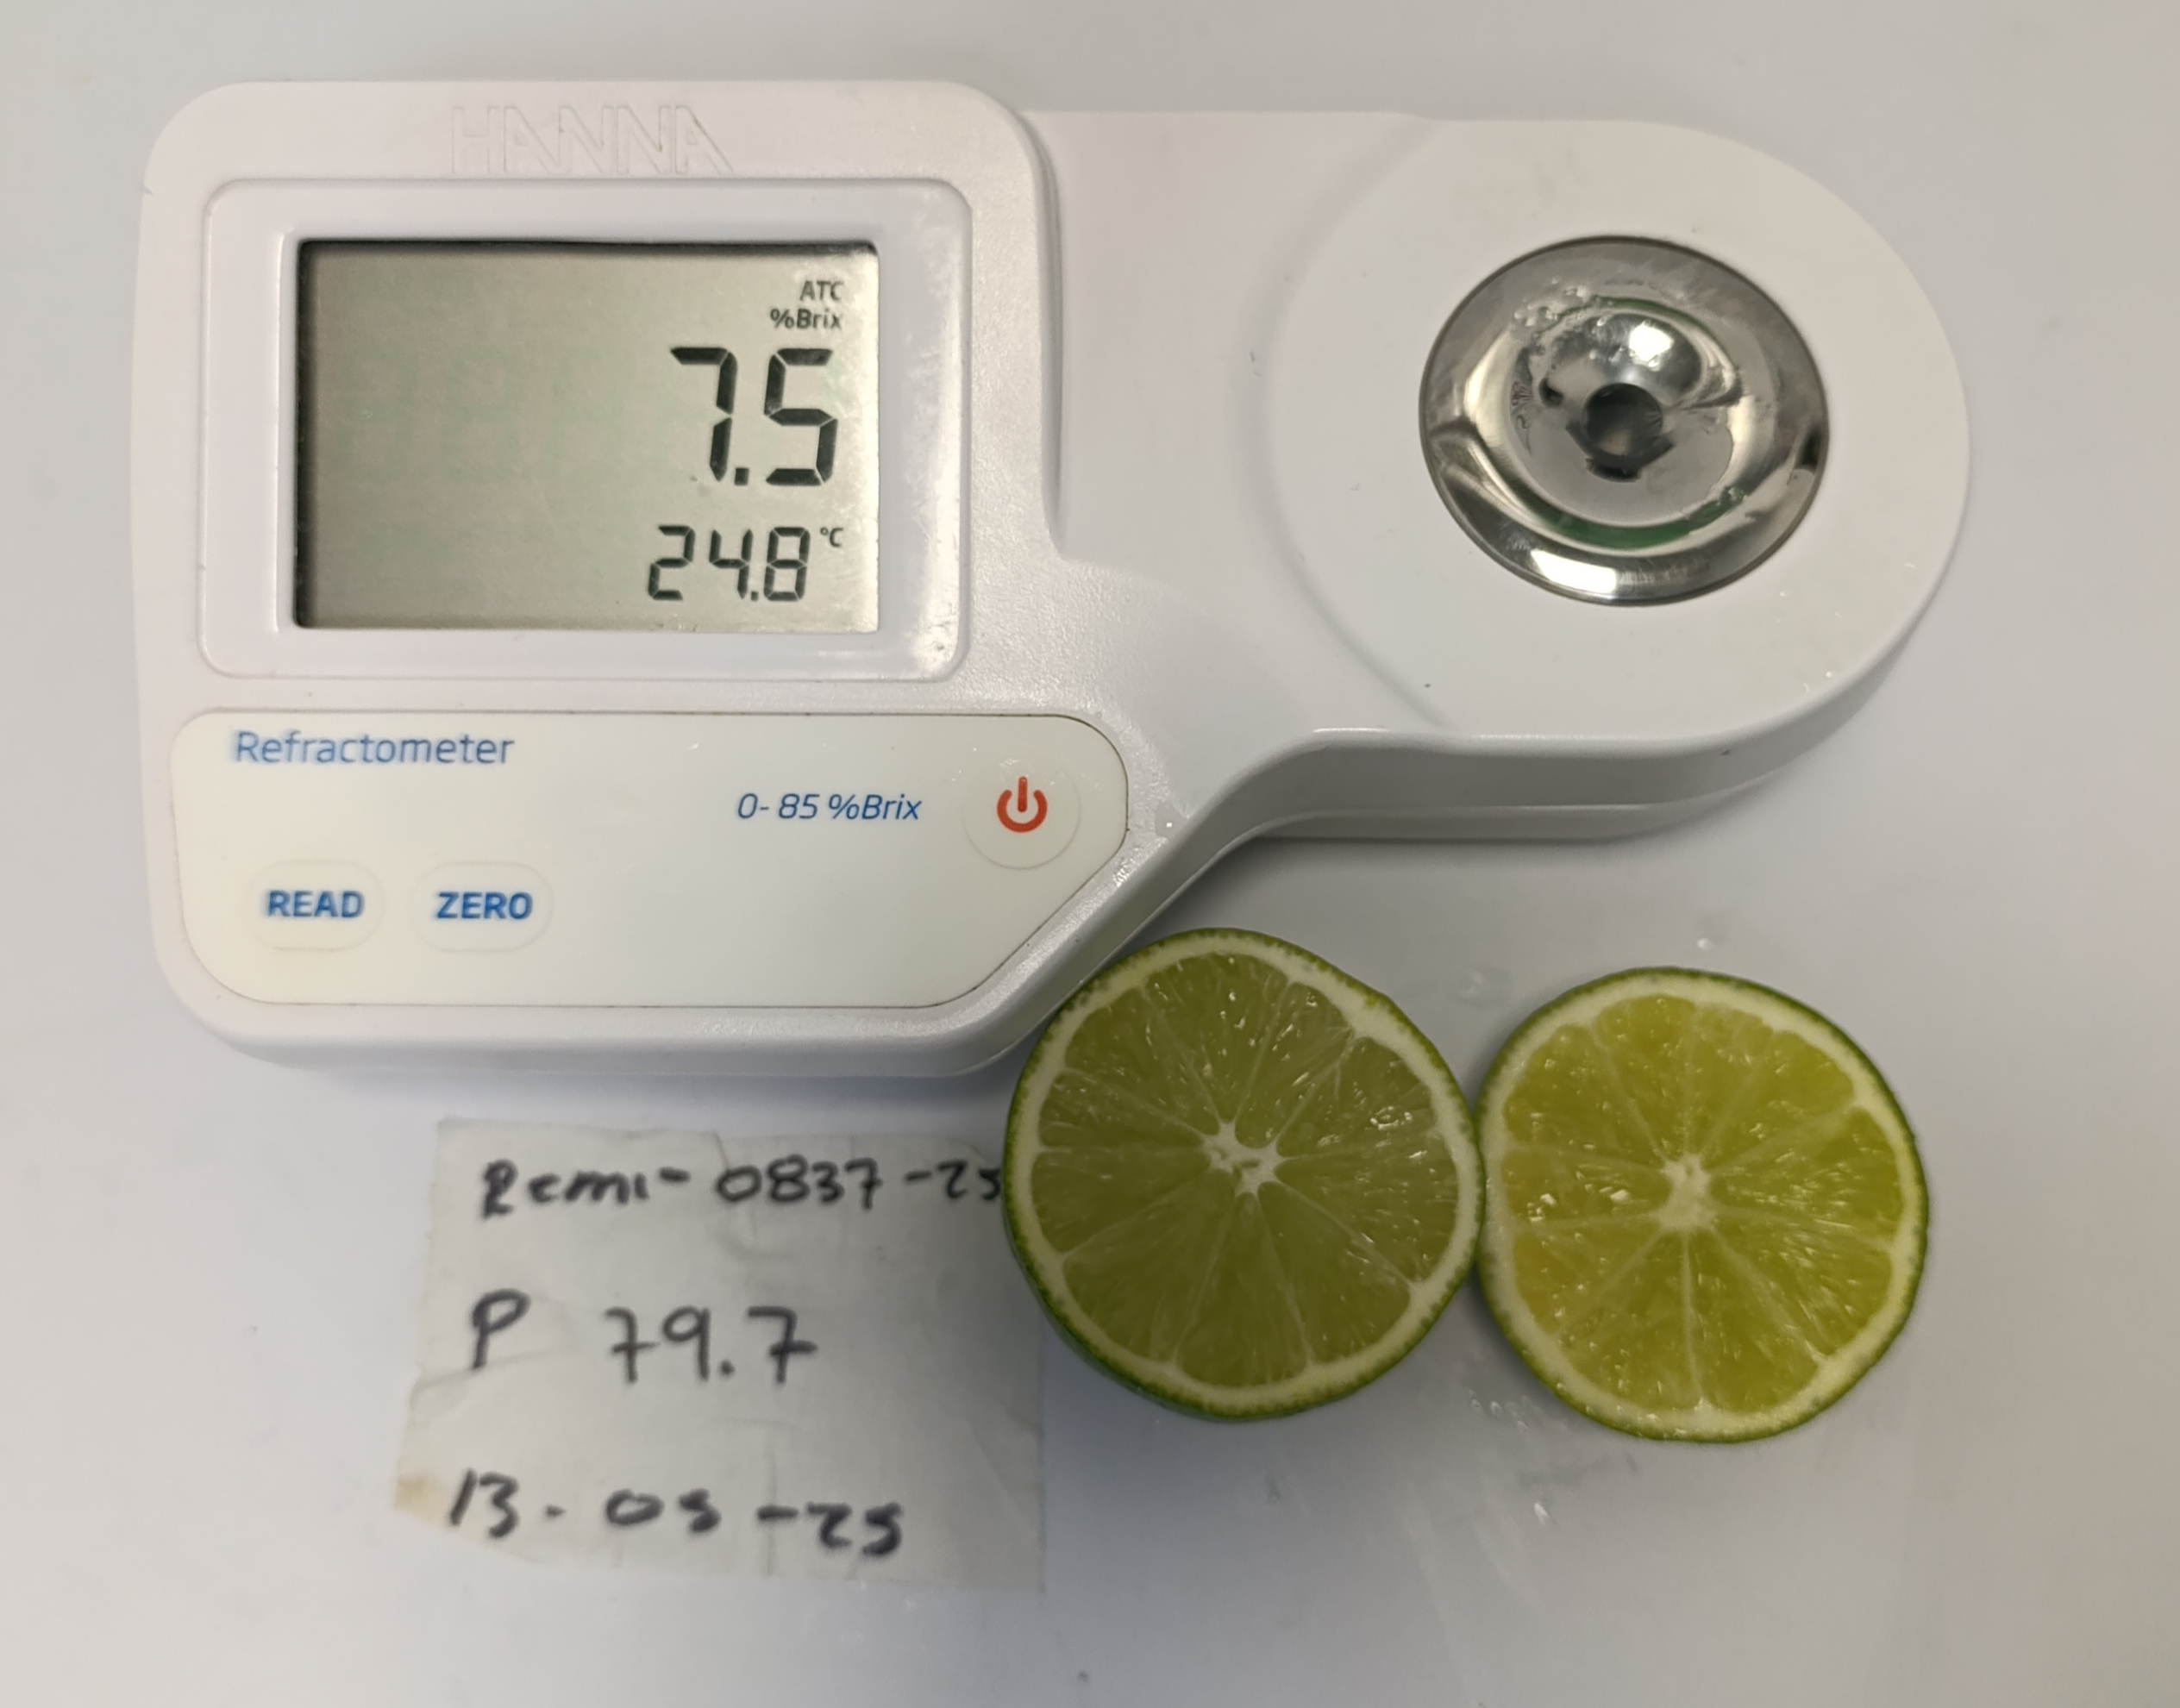 HANNA
ATC
%Brix
7.5
24.8 °C
Refractometer
0-85 %Brix
READ
ZERO
Remi-0837-25
P 79.7
13-05-25